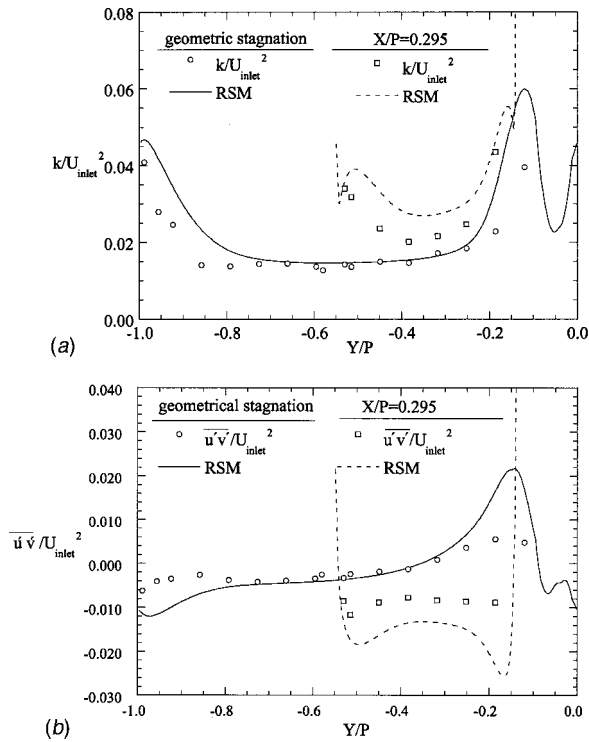 0.08
geometric stagnation X/P=0.295
k/U_inlet^2 k/U_inlet^2
RSM RSM
0.06
k/U_inlet^2
0.04
0.02
0.00
-1.0 -0.8 -0.6 -0.4 -0.2 0.0
(a) Y/P
0.040
geometrical stagnation X/P=0.295
0.030
u'v'/U_inlet^2 u'v'/U_inlet^2
0.020
RSM RSM
0.010
u'v'/U_inlet^2
0.000
-0.010
-0.020
-0.030
-1.0 -0.8 -0.6 -0.4 -0.2 0.0
(b) Y/P